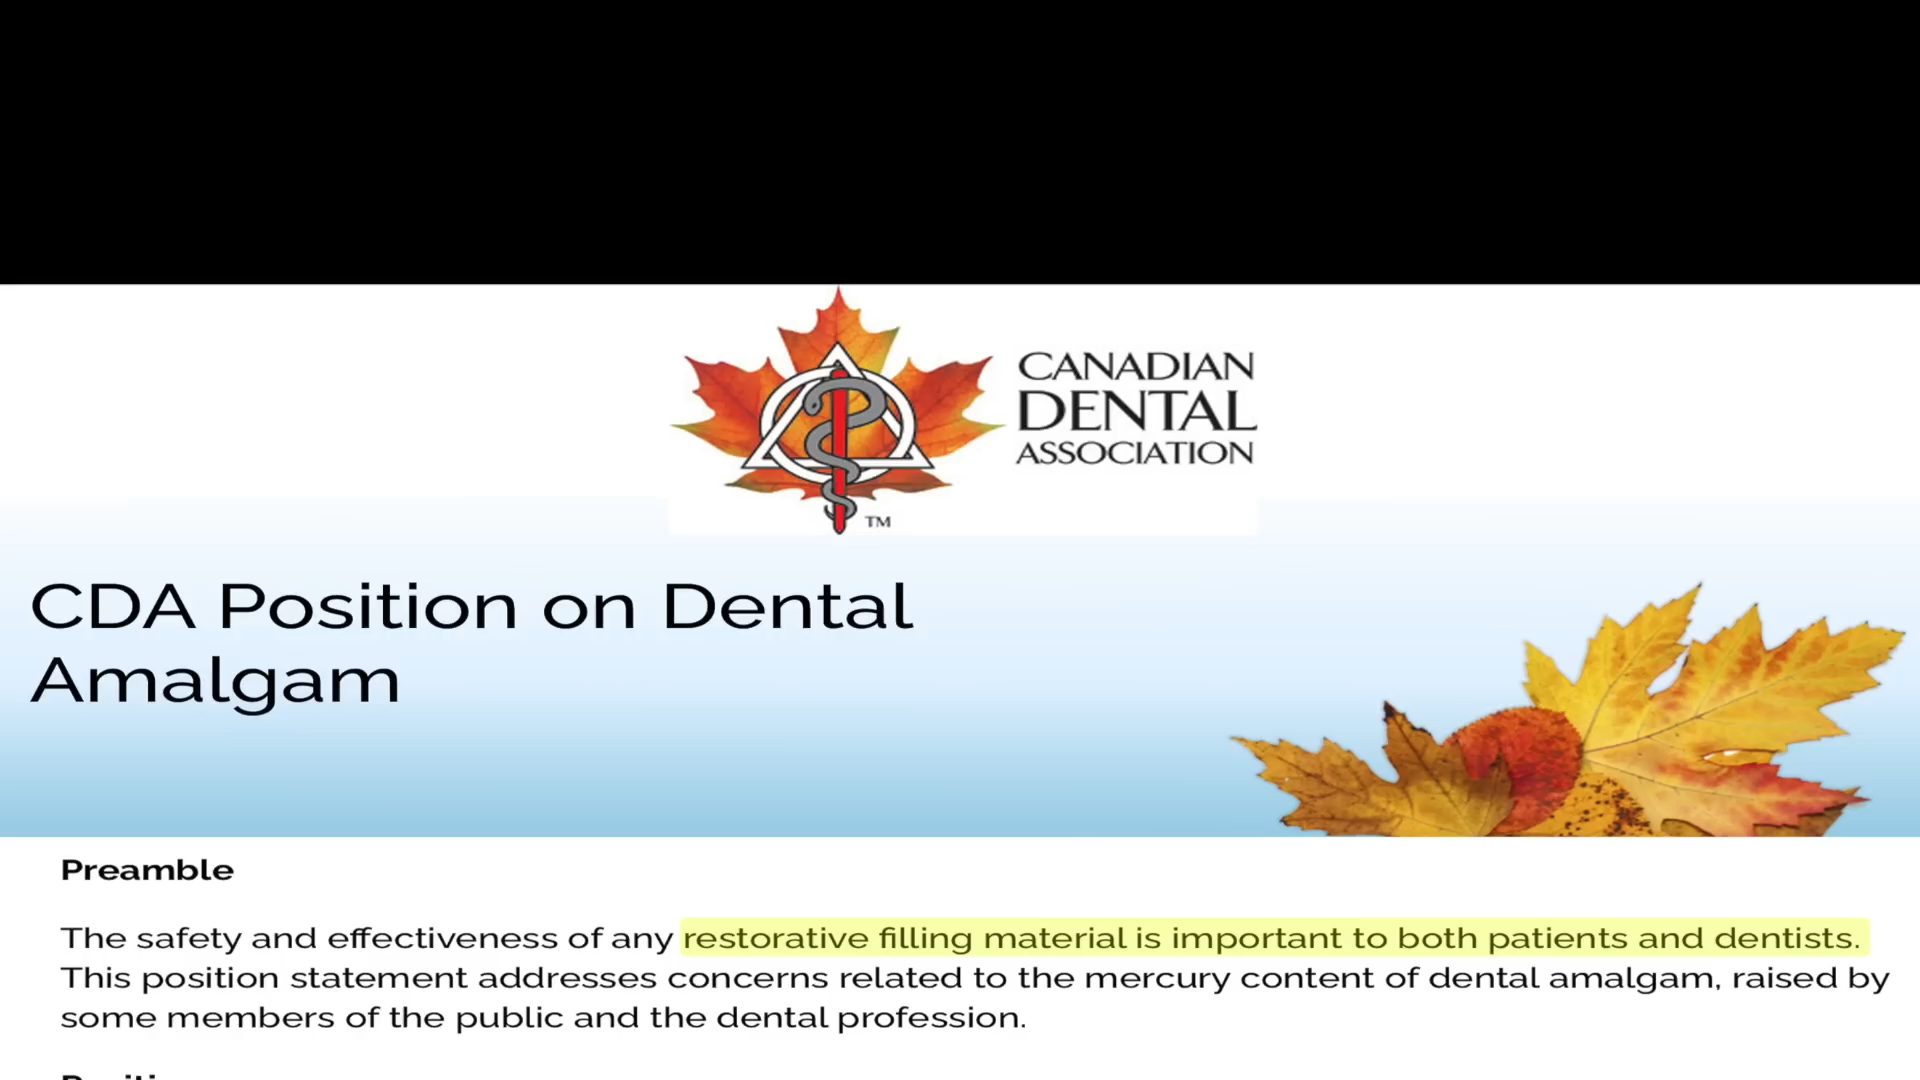 CANADIAN
DENTAL
ASSOCIATION
TM
CDA Position on Dental
Amalgam
Preamble
The safety and effectiveness of any restorative filling material is important to both patients and dentists.
This position statement addresses concerns related to the mercury content of dental amalgam, raised by
some members of the public and the dental profession.